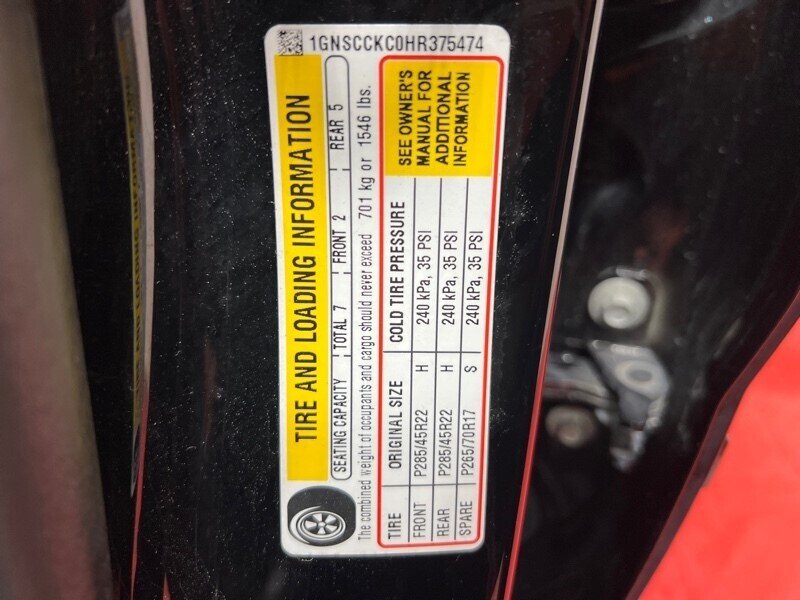 1GNSCCKC0HR375474
TIRE AND LOADING INFORMATION
SEATING CAPACITY TOTAL 7 FRONT 2 REAR 5
The combined weight of occupants and cargo should never exceed 701 kg or 1546 lbs.
TIRE ORIGINAL SIZE COLD TIRE PRESSURE
FRONT P285/45R22 H 240 kPa, 35 PSI
REAR P285/45R22 H 240 kPa, 35 PSI
SPARE P265/70R17 S 240 kPa, 35 PSI
SEE OWNER'S
MANUAL FOR
ADDITIONAL
INFORMATION